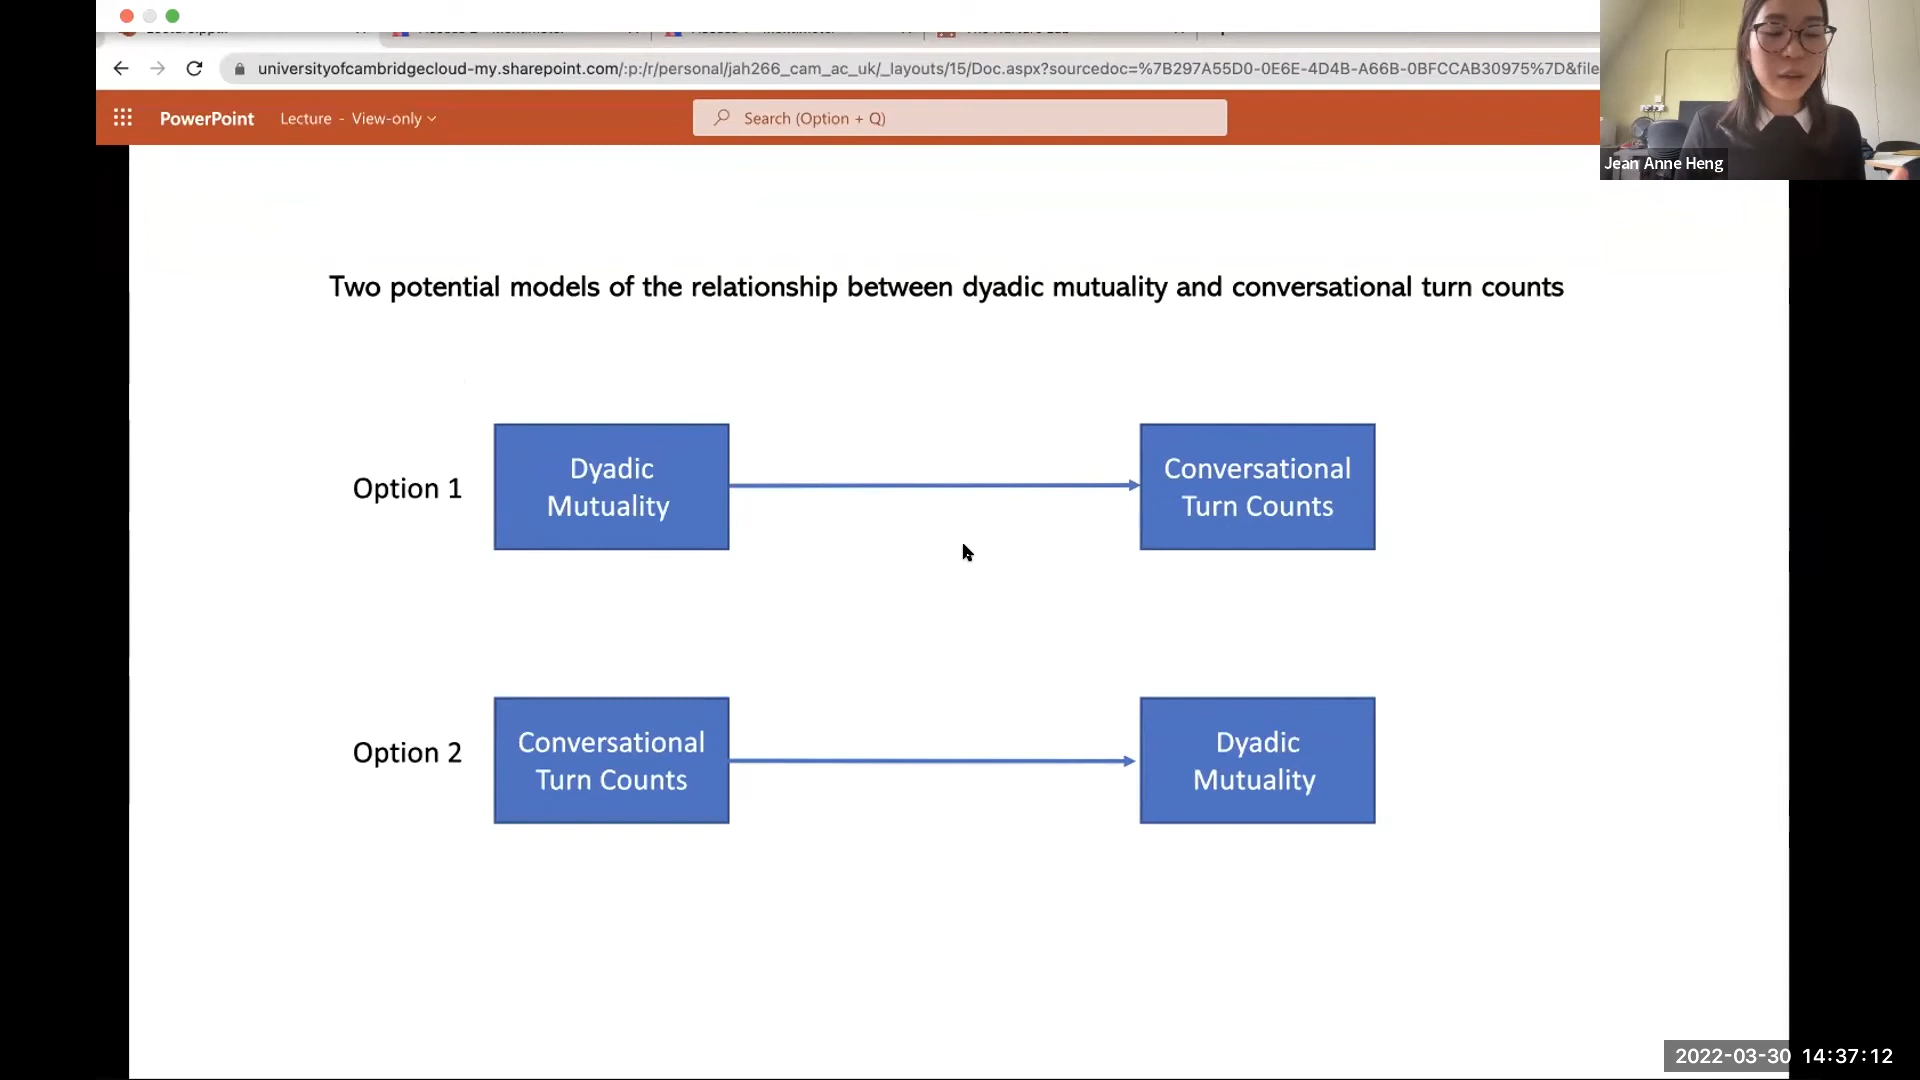 universityofcambridgecloud-my.sharepoint.com/:p:/r/personal/jah266_cam_ac_uk/_layouts/15/Doc.aspx?sourcedoc=%7B297A55D0-0E6E-4D4B-A66B-0BFCCAB30975%7D&file
PowerPoint Lecture - View-only Search (Option + Q)
Jean Anne Heng
Two potential models of the relationship between dyadic mutuality and conversational turn counts
Option 1
Dyadic
Mutuality
Conversational
Turn Counts
Option 2
Conversational
Turn Counts
Dyadic
Mutuality
2022-03-30 14:37:12